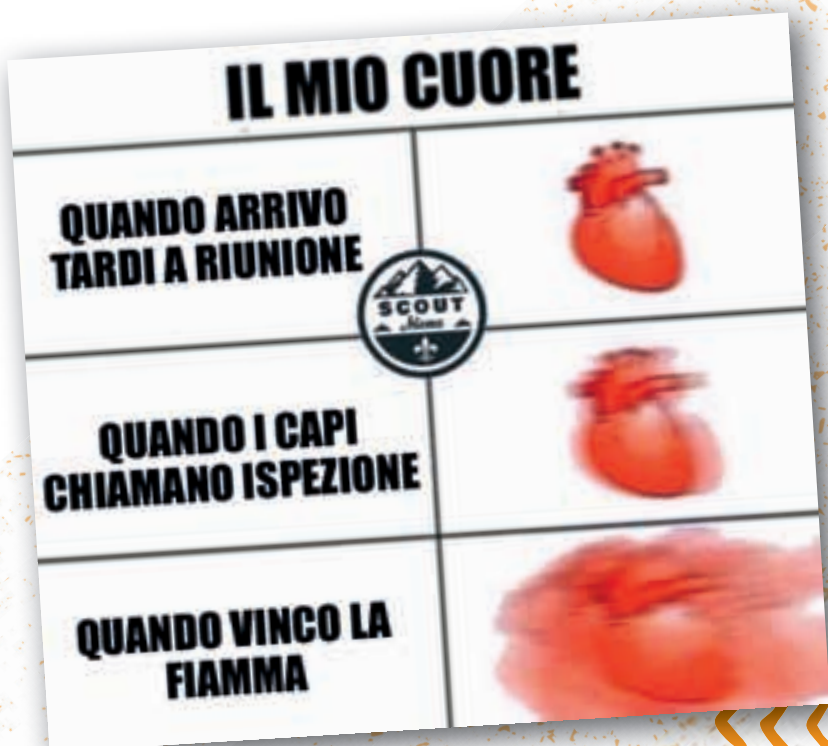 IL MIO CUORE
QUANDO ARRIVO
TARDI A RIUNIONE
SCOUT
QUANDO I CAPI
CHIAMANO ISPEZIONE
QUANDO VINCO LA
FIAMMA